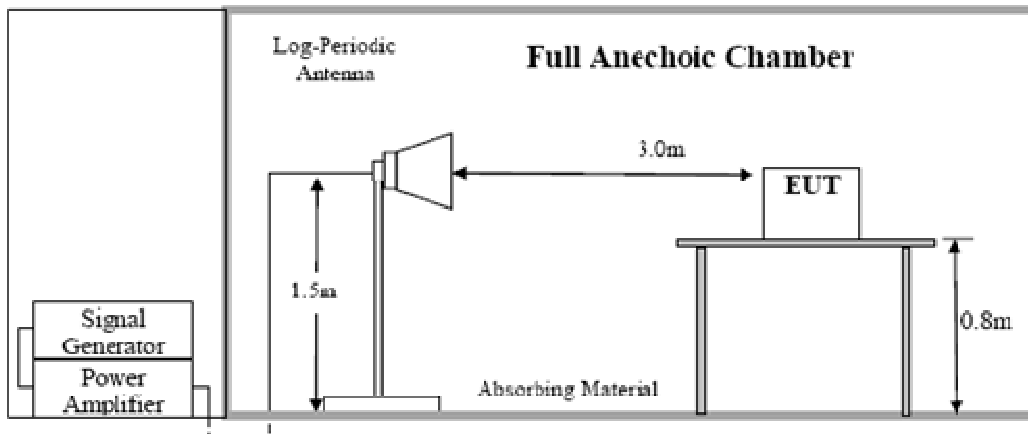 Log-Periodic
Antenna
Full Anechoic Chamber
3.0m
EUT
1.5m
0.8m
Signal
Generator
Power
Amplifier
Absorbing Material